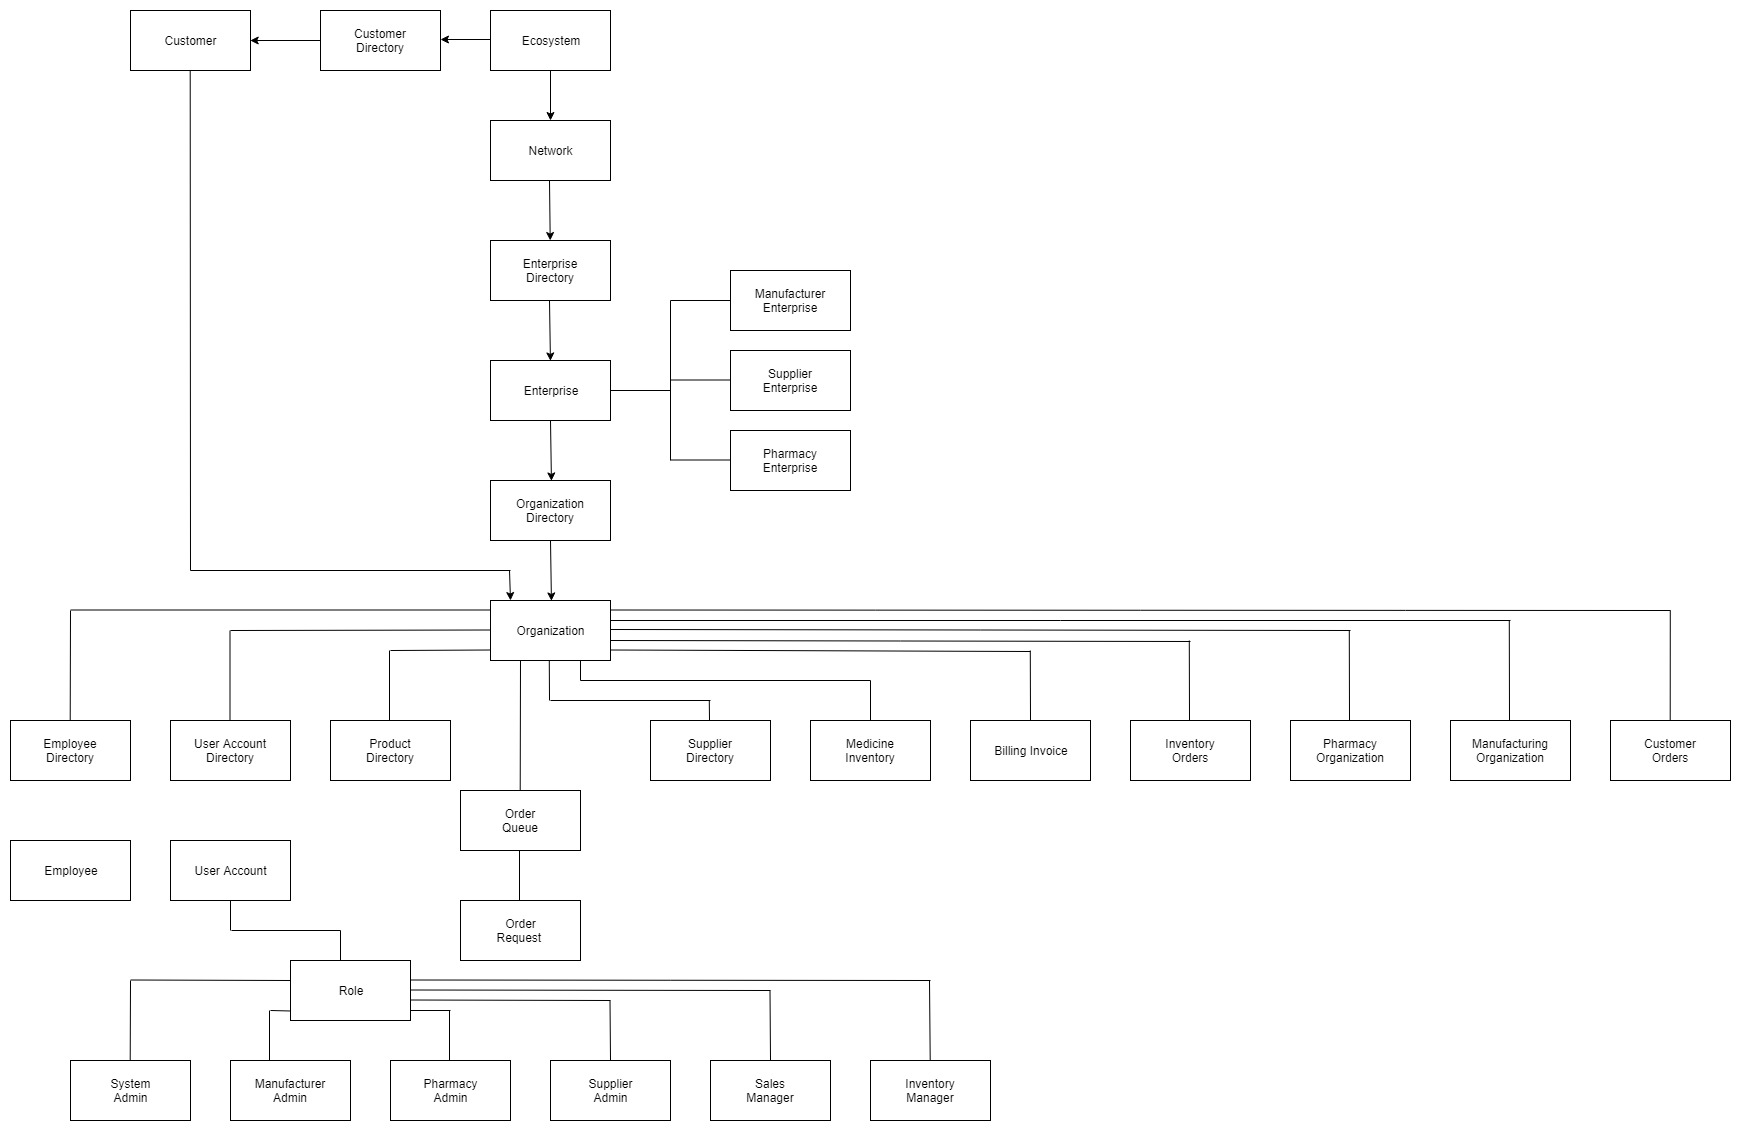 Customer
Customer
Directory
Ecosystem
Network
Enterprise
Directory
Manufacturer
Enterprise
Supplier
Enterprise
Enterprise
Pharmacy
Enterprise
Organization
Directory
Organization
Employee
Directory
User Account
Directory
Product
Directory
Supplier
Directory
Medicine
Inventory
Billing Invoice
Inventory
Orders
Pharmacy
Organization
Manufacturing
Organization
Customer
Orders
Order
Queue
Employee
User Account
Order
Request
Role
System
Admin
Manufacturer
Admin
Pharmacy
Admin
Supplier
Admin
Sales
Manager
Inventory
Manager